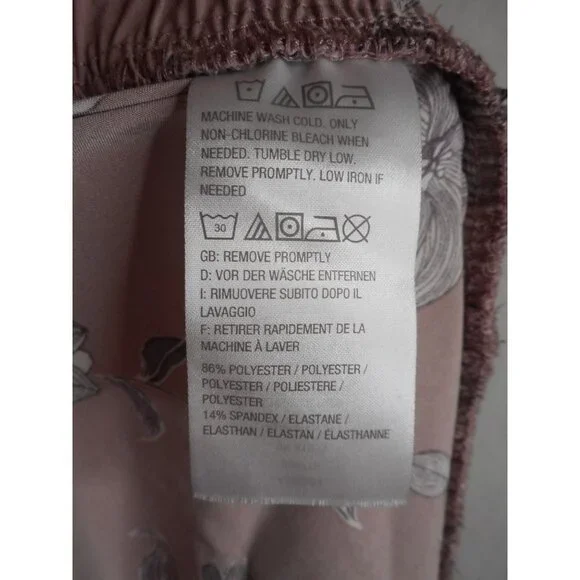 MACHINE WASH COLD. ONLY
NON-CHLORINE BLEACH WHEN
NEEDED. TUMBLE DRY LOW.
REMOVE PROMPTLY. LOW IRON IF
NEEDED
30
GB: REMOVE PROMPTLY
D: VOR DER WÄSCHE ENTFERNEN
I: RIMUOVERE SUBITO DOPO IL
LAVAGGIO
F: RETIRER RAPIDEMENT DE LA
MACHINE À LAVER
86% POLYESTER / POLYESTER /
POLYESTER / POLIESTERE /
POLYESTER
14% SPANDEX / ELASTANE /
ELASTHAN / ELASTAN / ÉLASTHANNE